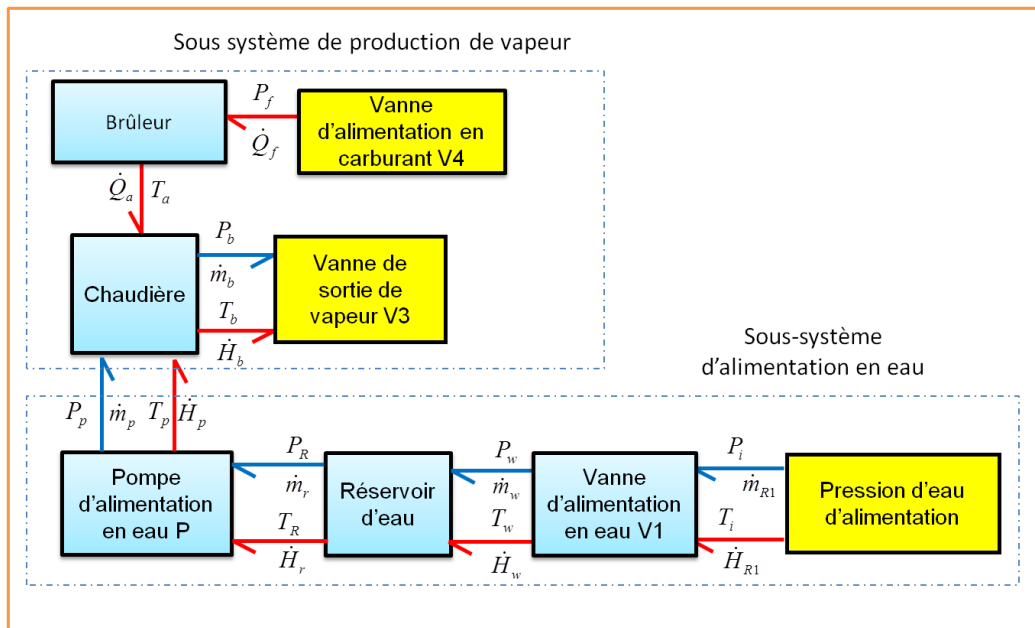 Sous système de production de vapeur
Brûleur
P_f
Q̇_f
Vanne
d'alimentation en
carburant V4
Q̇_a T_a
Chaudière
P_b
ṁ_b
T_b
Ḣ_b
Vanne de
sortie de
vapeur V3
Sous-système
d'alimentation en eau
P_p ṁ_p T_p Ḣ_p
Pompe
d'alimentation
en eau P
P_R
ṁ_r
T_R
Ḣ_r
Réservoir
d'eau
P_w
ṁ_w
T_w
Ḣ_w
Vanne
d'alimentation
en eau V1
P_i
ṁ_R1
T_i
Ḣ_R1
Pression d'eau
d'alimentation